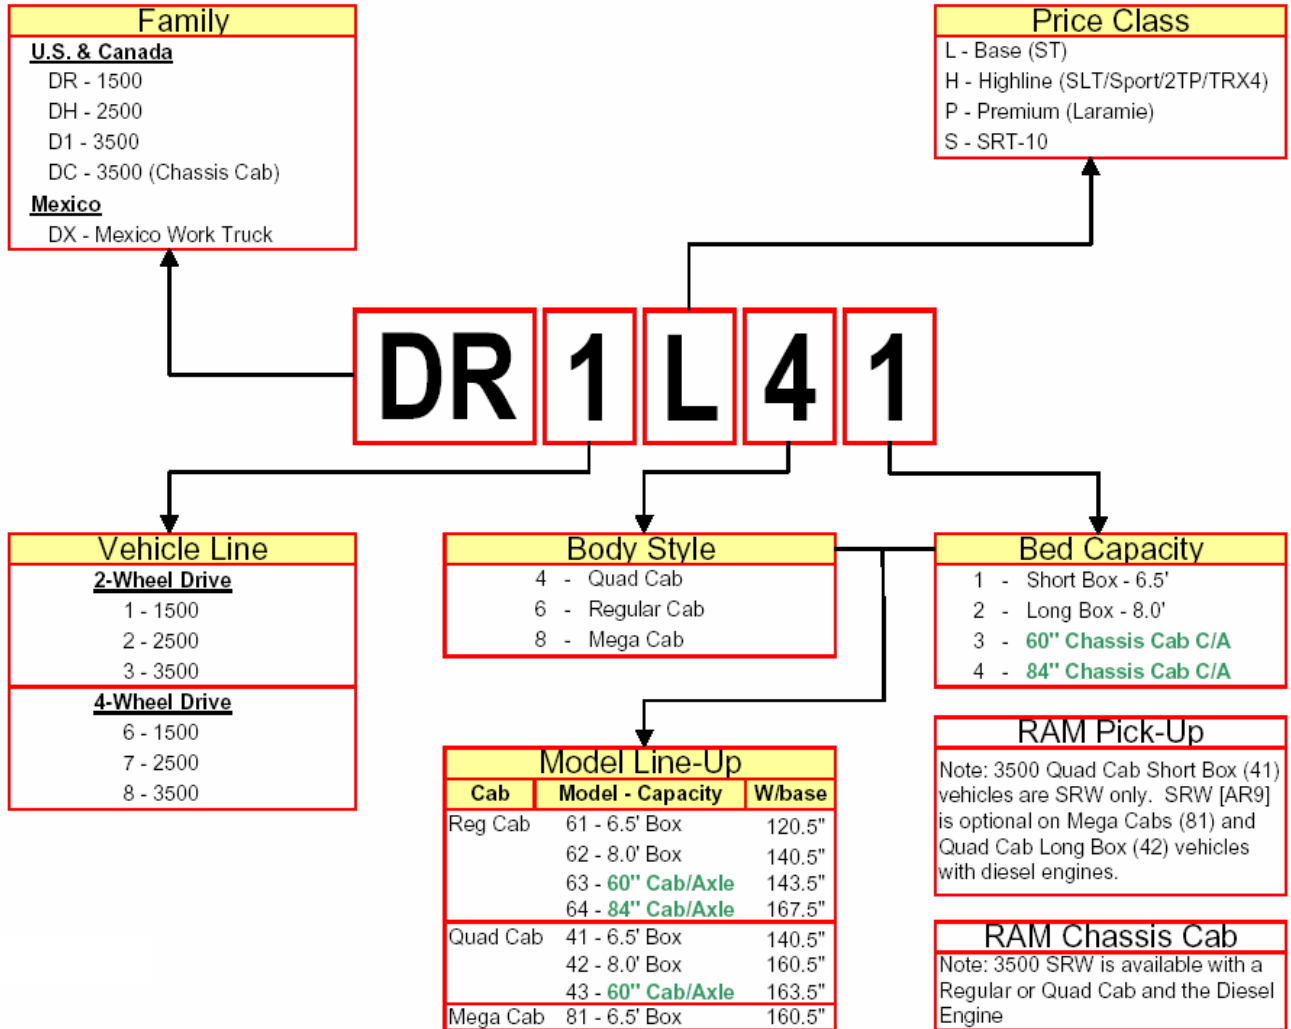 Family
U.S. & Canada
DR - 1500
DH - 2500
D1 - 3500
DC - 3500 (Chassis Cab)
Mexico
DX - Mexico Work Truck
Price Class
L - Base (ST)
H - Highline (SLT/Sport/2TP/TRX4)
P - Premium (Laramie)
S - SRT-10
DR 1 L 4 1
Vehicle Line
2-Wheel Drive
1 - 1500
2 - 2500
3 - 3500
4-Wheel Drive
6 - 1500
7 - 2500
8 - 3500
Body Style
4 - Quad Cab
6 - Regular Cab
8 - Mega Cab
Bed Capacity
1 - Short Box - 6.5'
2 - Long Box - 8.0'
3 - 60" Chassis Cab C/A
4 - 84" Chassis Cab C/A
Model Line-Up
Cab Model - Capacity W/base
Reg Cab 61 - 6.5' Box 120.5"
62 - 8.0' Box 140.5"
63 - 60" Cab/Axle 143.5"
64 - 84" Cab/Axle 167.5"
Quad Cab 41 - 6.5' Box 140.5"
42 - 8.0' Box 160.5"
43 - 60" Cab/Axle 163.5"
Mega Cab 81 - 6.5' Box 160.5"
RAM Pick-Up
Note: 3500 Quad Cab Short Box (41)
vehicles are SRW only. SRW [AR9]
is optional on Mega Cabs (81) and
Quad Cab Long Box (42) vehicles
with diesel engines.
RAM Chassis Cab
Note: 3500 SRW is available with a
Regular or Quad Cab and the Diesel
Engine